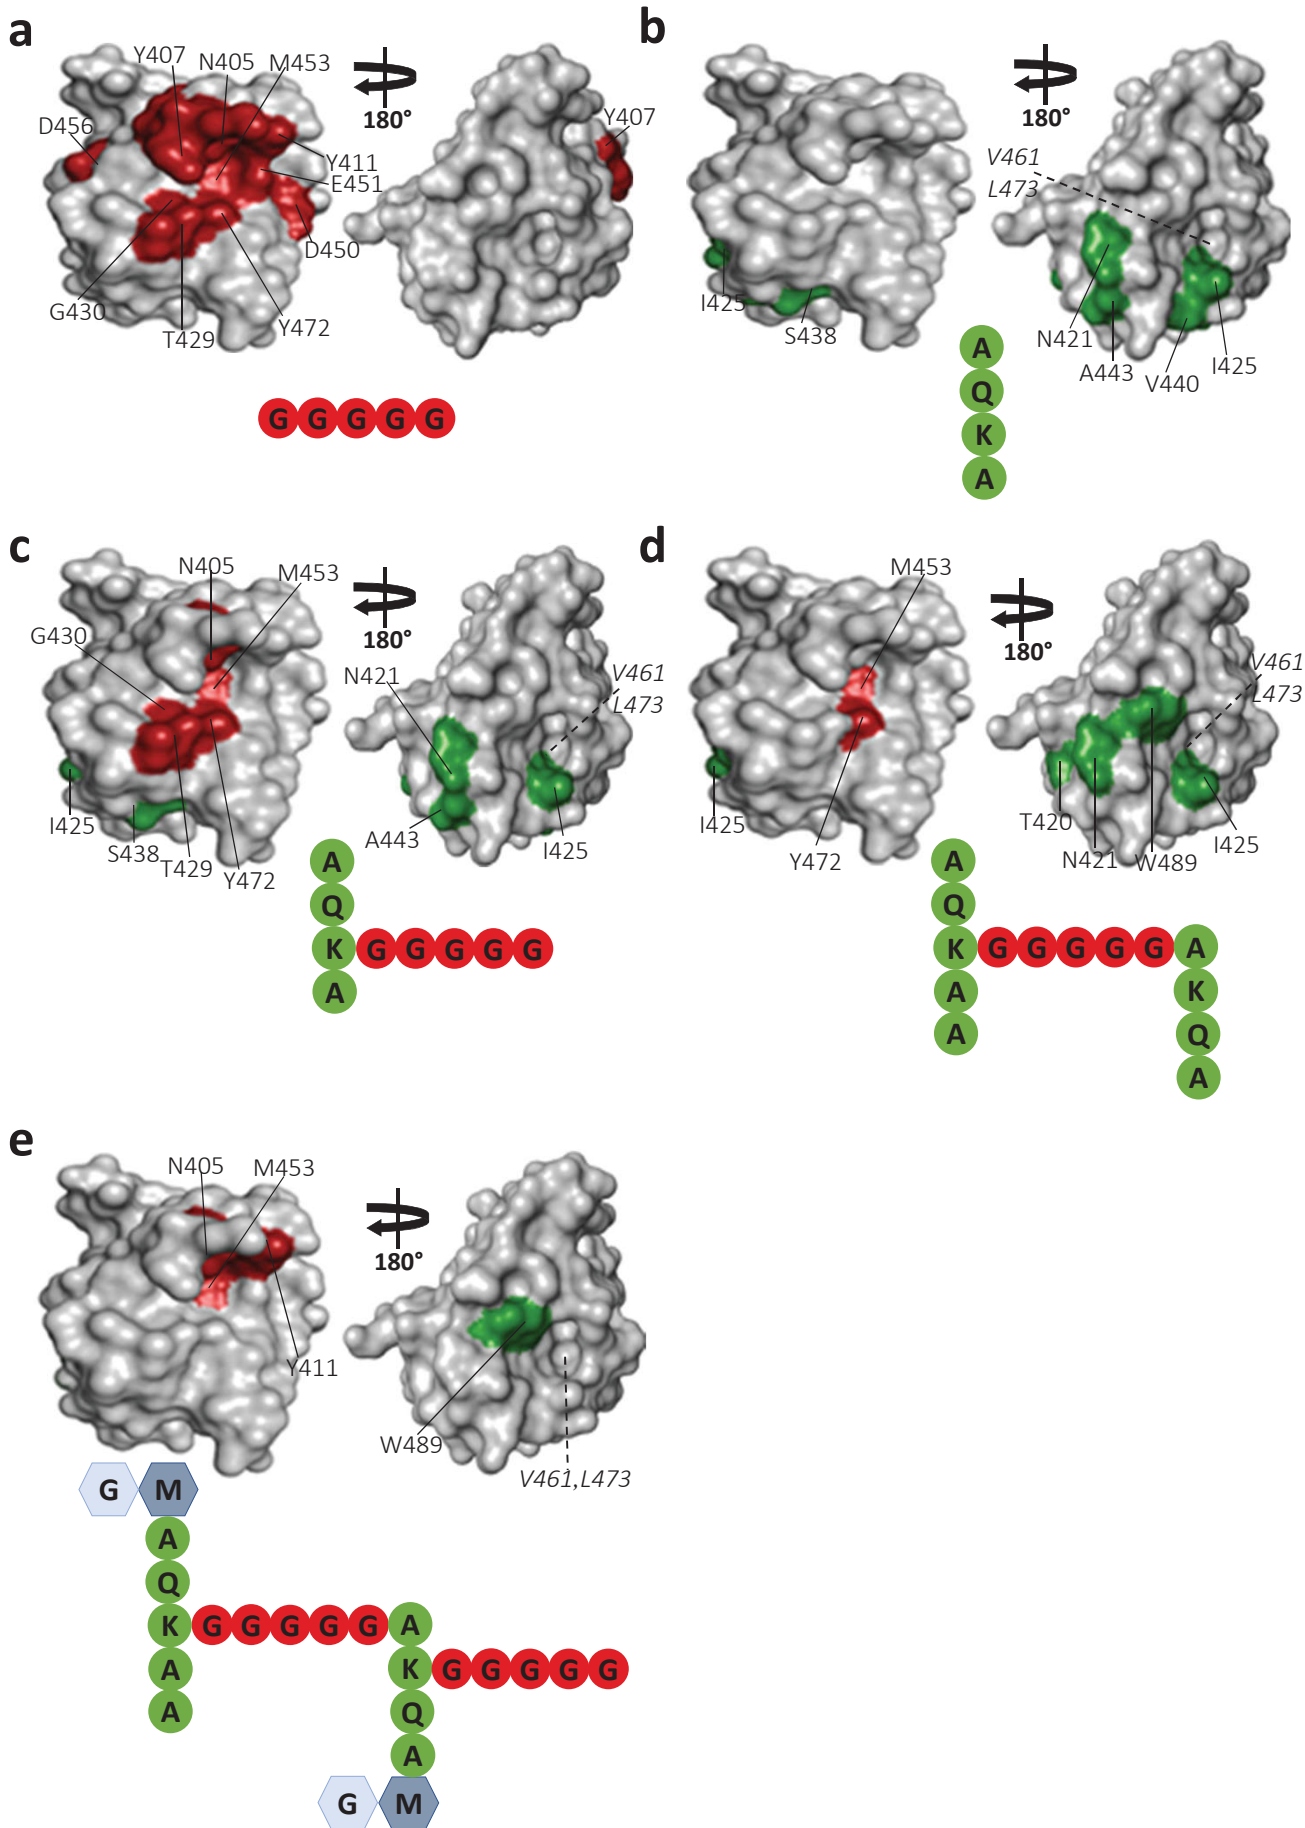 a
Y407
N405
M453
D456
180°
Y407
Y411
E451
D450
G430
T429
Y472
G G G G G
b
180°
V461
L473
I425
S438
N421
A443
V440
I425
A
Q
K
A
c
N405
M453
G430
180°
N421
V461
L473
I425
S438
T429
Y472
A443
I425
A
Q
K G G G G G
A
d
M453
180°
V461
L473
I425
Y472
T420
N421
W489
I425
A
Q
K G G G G G A
A K
A Q
A
e
N405
M453
180°
Y411
W489
V461,L473
G M
A
Q
K G G G G G A
A K G G G G G
A Q
A
G M